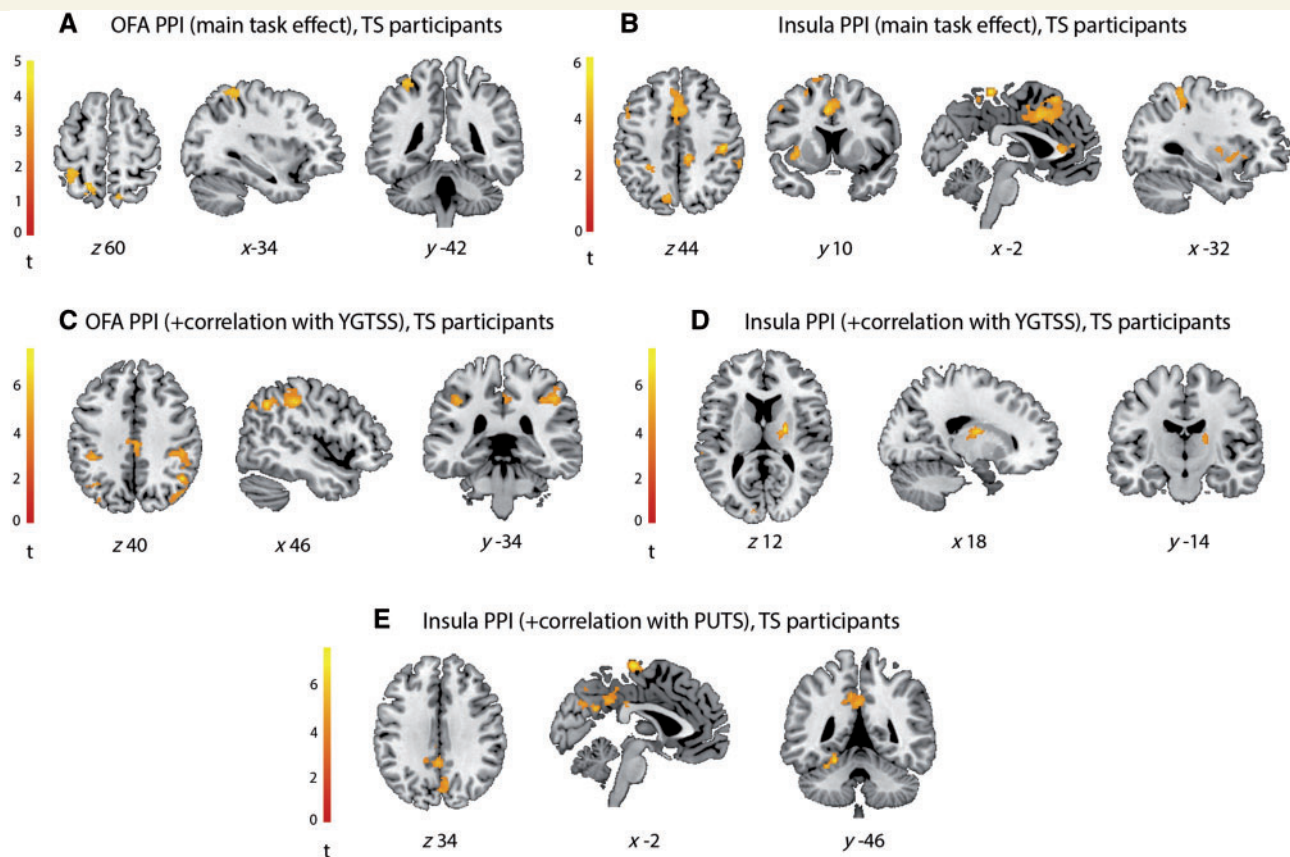 A OFA PPI (main task effect), TS participants
5
4
3
2
1
0
t
z 60
x-34
y -42
B Insula PPI (main task effect), TS participants
6
4
2
0
t
z 44
y 10
x -2
x -32
C OFA PPI (+correlation with YGTSS), TS participants
6
4
2
0
t
z 40
x 46
y -34
D Insula PPI (+correlation with YGTSS), TS participants
6
4
2
0
t
z 12
x 18
y -14
E Insula PPI (+correlation with PUTS), TS participants
6
4
2
0
t
z 34
x -2
y -46